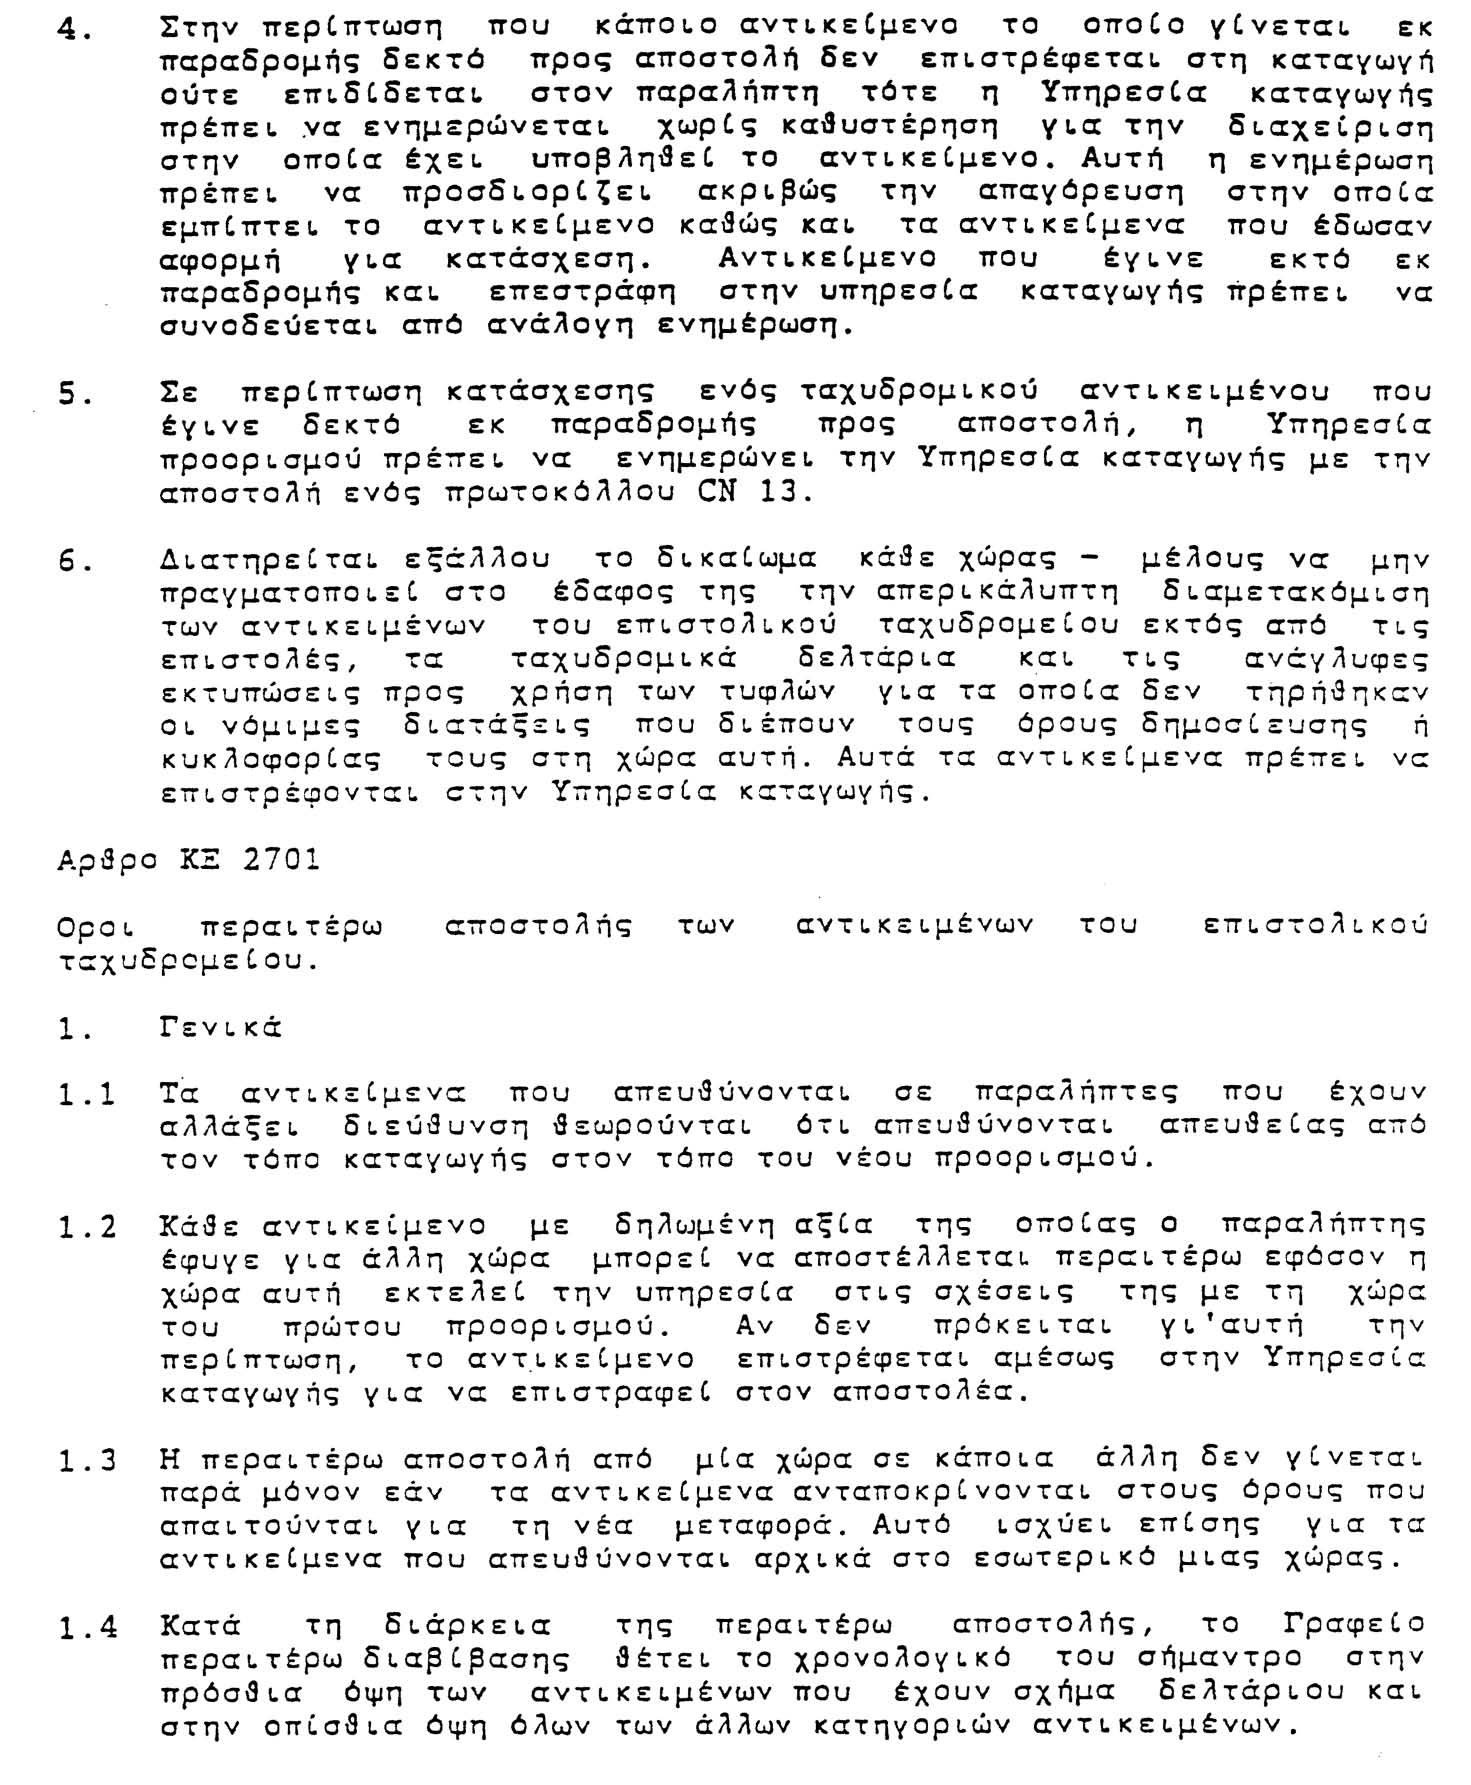 4. Στην περίπτωση που κάποιο αντικείμενο το οποίο γίνεται εκ
παραδρομής δεκτό προς αποστολή δεν επιστρέφεται στη καταγωγή
ούτε επιδίδεται στον παραλήπτη τότε η Υπηρεσία καταγωγής
πρέπει να ενημερώνεται χωρίς καθυστέρηση για την διαχείριση
στην οποία έχει υποβληθεί το αντικείμενο. Αυτή η ενημέρωση
πρέπει να προσδιορίζει ακριβώς την απαγόρευση στην οποία
εμπίπτει το αντικείμενο καθώς και τα αντικείμενα που έδωσαν
αφορμή για κατάσχεση. Αντικείμενο που έγινε εκτό εκ
παραδρομής και επεστράφη στην υπηρεσία καταγωγής πρέπει να
συνοδεύεται από ανάλογη ενημέρωση.
5. Σε περίπτωση κατάσχεσης ενός ταχυδρομικού αντικειμένου που
έγινε δεκτό εκ παραδρομής προς αποστολή, η Υπηρεσία
προορισμού πρέπει να ενημερώνει την Υπηρεσία καταγωγής με την
αποστολή ενός πρωτοκόλλου CN 13.
6. Διατηρείται εξάλλου το δικαίωμα κάθε χώρας - μέλους να μην
πραγματοποιεί στο έδαφος της την απερικάλυπτη διαμετακόμιση
των αντικειμένων του επιστολικού ταχυδρομείου εκτός από τις
επιστολές, τα ταχυδρομικά δελτάρια και τις ανάγλυφες
εκτυπώσεις προς χρήση των τυφλών για τα οποία δεν τηρήθηκαν
οι νόμιμες διατάξεις που διέπουν τους όρους δημοσίευσης ή
κυκλοφορίας τους στη χώρα αυτή. Αυτά τα αντικείμενα πρέπει να
επιστρέφονται στην Υπηρεσία καταγωγής.
Αρθρο ΚΞ 2701
Οροι περαιτέρω αποστολής των αντικειμένων του επιστολικού
ταχυδρομείου.
1. Γενικά
1.1 Τα αντικείμενα που απευθύνονται σε παραλήπτες που έχουν
αλλάξει διεύθυνση θεωρούνται ότι απευθύνονται απευθείας από
τον τόπο καταγωγής στον τόπο του νέου προορισμού.
1.2 Κάθε αντικείμενο με δηλωμένη αξία της οποίας ο παραλήπτης
έφυγε για άλλη χώρα μπορεί να αποστέλλεται περαιτέρω εφόσον η
χώρα αυτή εκτελεί την υπηρεσία στις σχέσεις της με τη χώρα
του πρώτου προορισμού. Αν δεν πρόκειται γι'αυτή την
περίπτωση, το αντικείμενο επιστρέφεται αμέσως στην Υπηρεσία
καταγωγής για να επιστραφεί στον αποστολέα.
1.3 Η περαιτέρω αποστολή από μία χώρα σε κάποια άλλη δεν γίνεται
παρά μόνον εάν τα αντικείμενα ανταποκρίνονται στους όρους που
απαιτούνται για τη νέα μεταφορά. Αυτό ισχύει επίσης για τα
αντικείμενα που απευθύνονται αρχικά στο εσωτερικό μιας χώρας.
1.4 Κατά τη διάρκεια της περαιτέρω αποστολής, το Γραφείο
περαιτέρω διαβίβασης θέτει το χρονολογικό του σήμαντρο στην
πρόσθια όψη των αντικειμένων που έχουν σχήμα δελτάριου και
στην οπίσθια όψη όλων των άλλων κατηγοριών αντικειμένων.